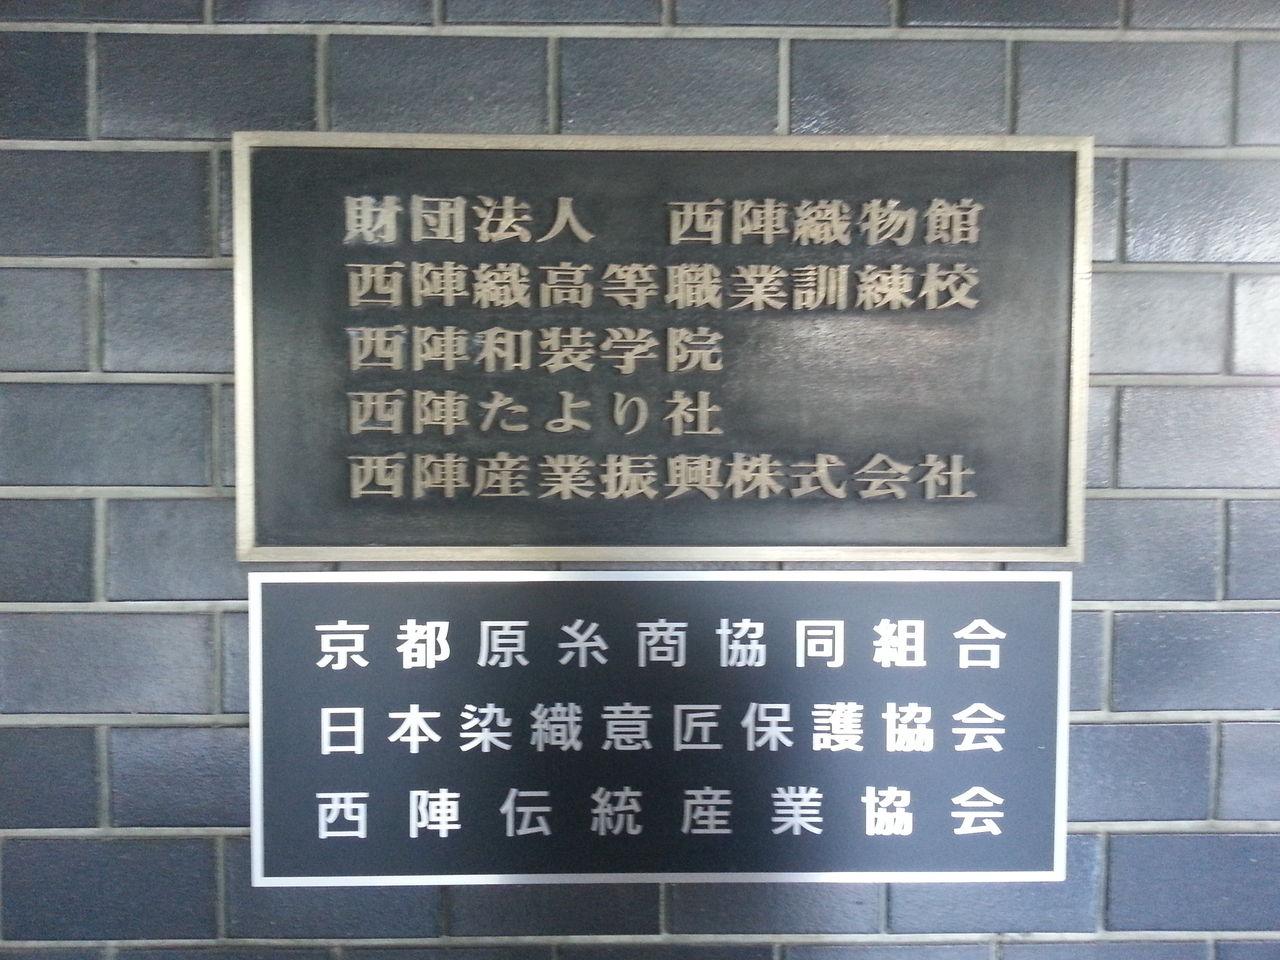 財団法人　西陣織物館
西陣織高等職業訓練校
西陣和装学院
西陣たより社
西陣産業振興株式会社
京都原糸商協同組合
日本染織意匠保護協会
西陣伝統産業協会